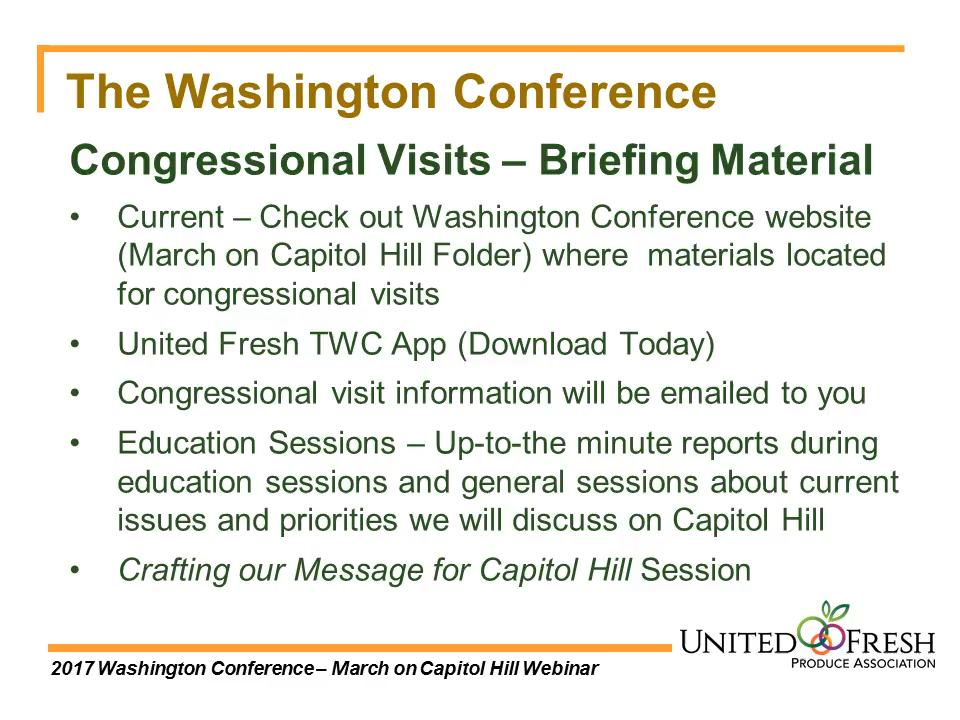 The Washington Conference
Congressional Visits – Briefing Material
• Current – Check out Washington Conference website
(March on Capitol Hill Folder) where materials located
for congressional visits
• United Fresh TWC App (Download Today)
• Congressional visit information will be emailed to you
• Education Sessions – Up-to-the minute reports during
education sessions and general sessions about current
issues and priorities we will discuss on Capitol Hill
• Crafting our Message for Capitol Hill Session
UNITED FRESH
PRODUCE ASSOCIATION
2017 Washington Conference – March on Capitol Hill Webinar